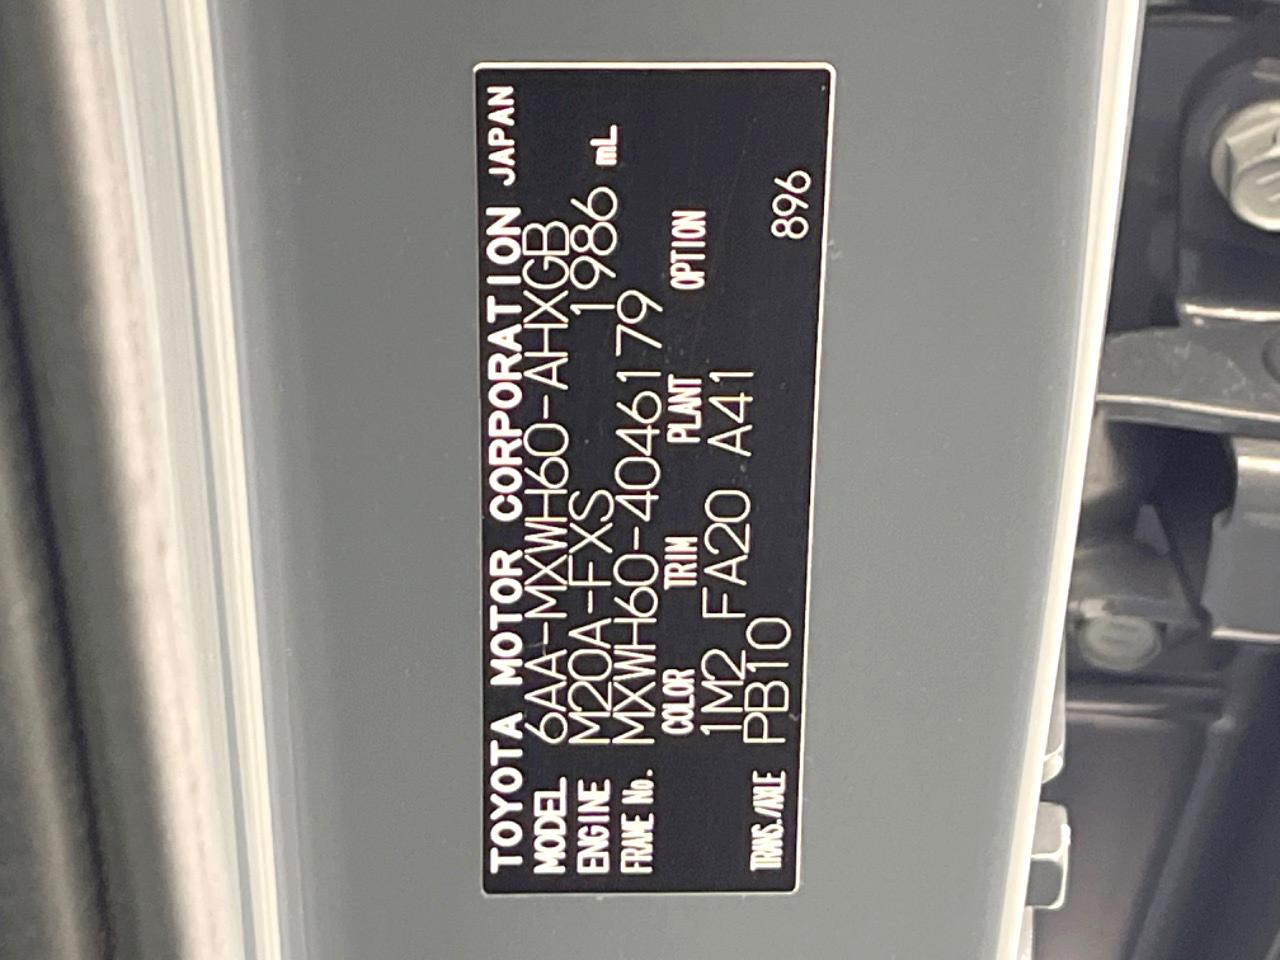 TOYOTA MOTOR CORPORATION JAPAN
MODEL 6AA-MXWH60-AHXGB
ENGINE M20A-FXS 1986 mL
FRAME No. MXWH60-4046179
COLOR TRIM PLANT OPTION
1M2 FA20 A41
TRANS./AXLE PB10 896